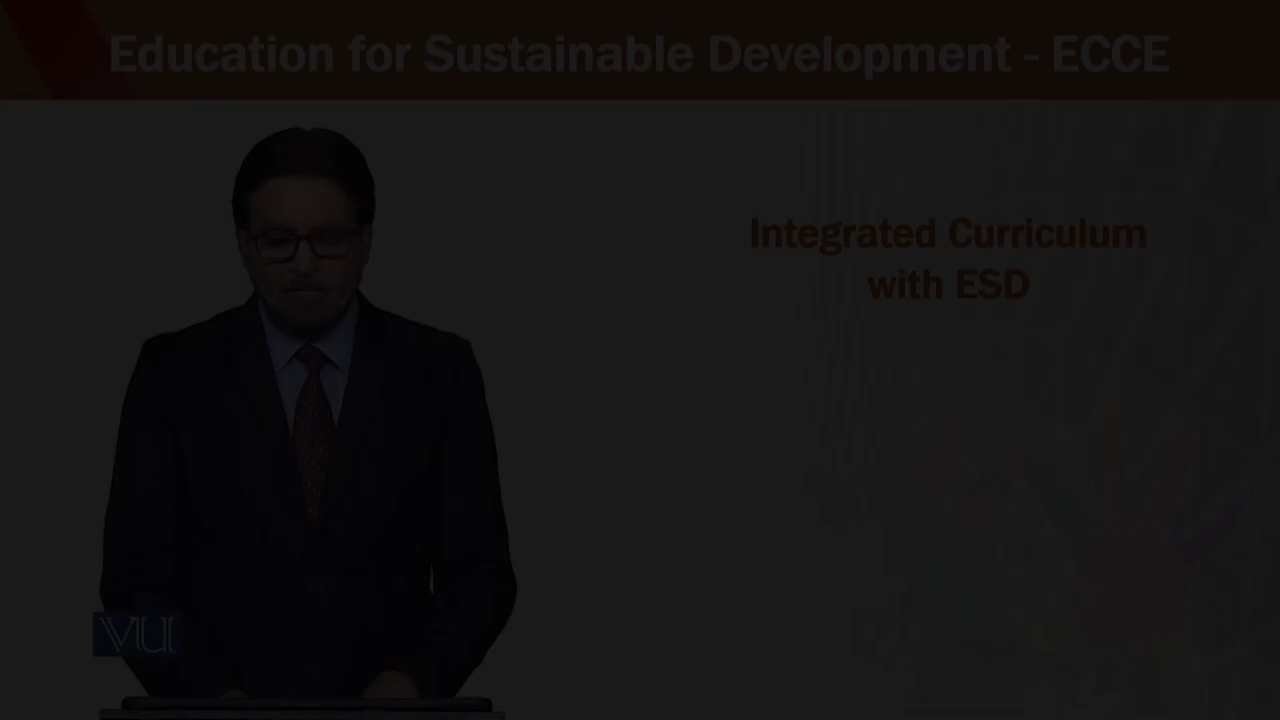 Education for Sustainable Development - ECCE
Integrated Curriculum
with ESD
VU